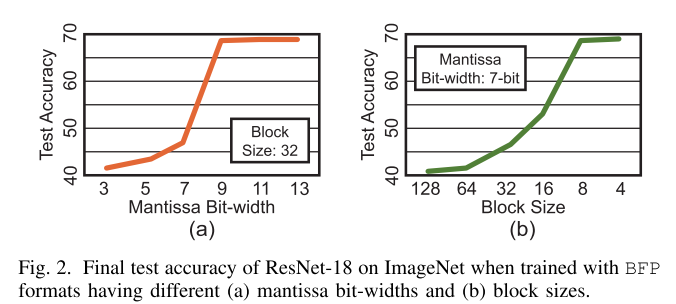 70
60
50
40
Test Accuracy
Block
Size: 32
3 5 7 9 11 13
Mantissa Bit-width
(a)
70
60
50
40
Test Accuracy
Mantissa
Bit-width: 7-bit
128 64 32 16 8 4
Block Size
(b)
Fig. 2. Final test accuracy of ResNet-18 on ImageNet when trained with BFP
formats having different (a) mantissa bit-widths and (b) block sizes.